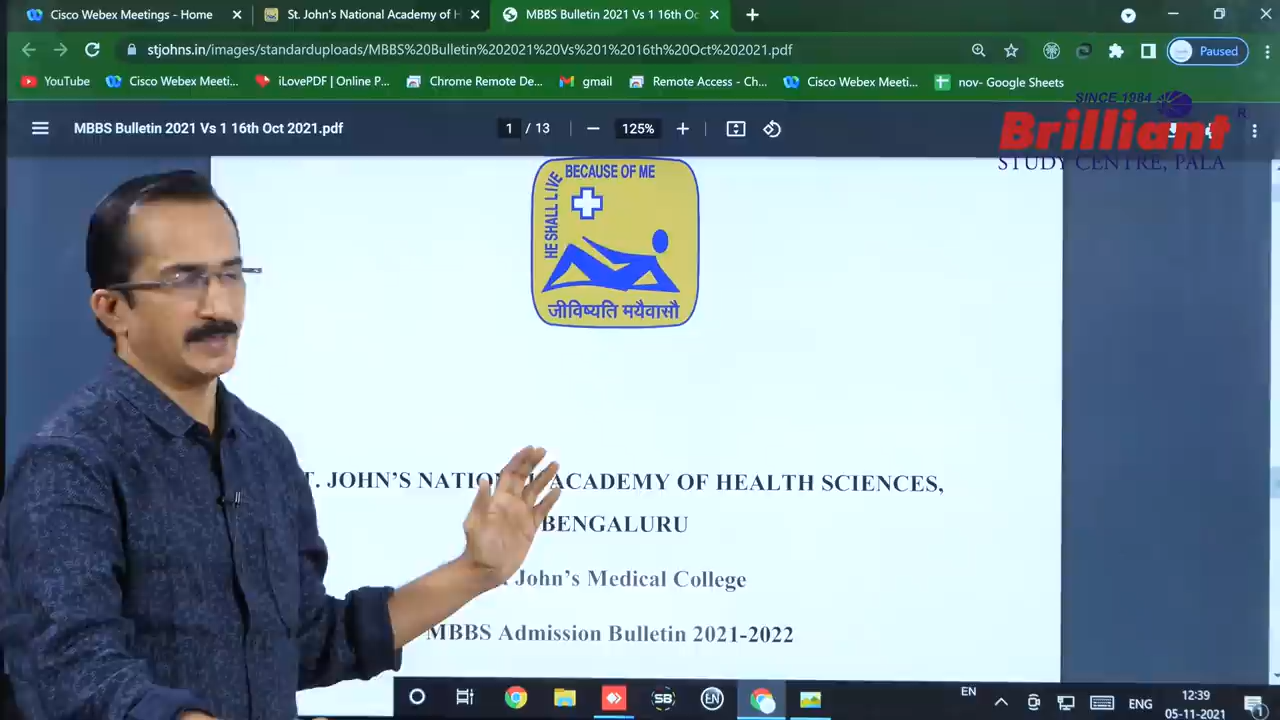 Cisco Webex Meetings - Home
St. John's National Academy of H
MBBS Bulletin 2021 Vs 1 16th Oc
stjohns.in/images/standarduploads/MBBS%20Bulletin%202021%20Vs%201%2016th%20Oct%202021.pdf
Paused
YouTube
Cisco Webex Meeti...
iLovePDF | Online P...
Chrome Remote De...
gmail
Remote Access - Ch...
Cisco Webex Meeti...
nov- Google Sheets
SINCE 1984
Brilliant
®
STUDY CENTRE, PALA
MBBS Bulletin 2021 Vs 1 16th Oct 2021.pdf
1 / 13
125%
HE SHALL LIVE BECAUSE OF ME
जीविष्यति मयैवासौ
T. JOHN'S NATION ACADEMY OF HEALTH SCIENCES,
BENGALURU
John's Medical College
MBBS Admission Bulletin 2021-2022
SB
EN
EN
ENG
12:39
05-11-2021
1